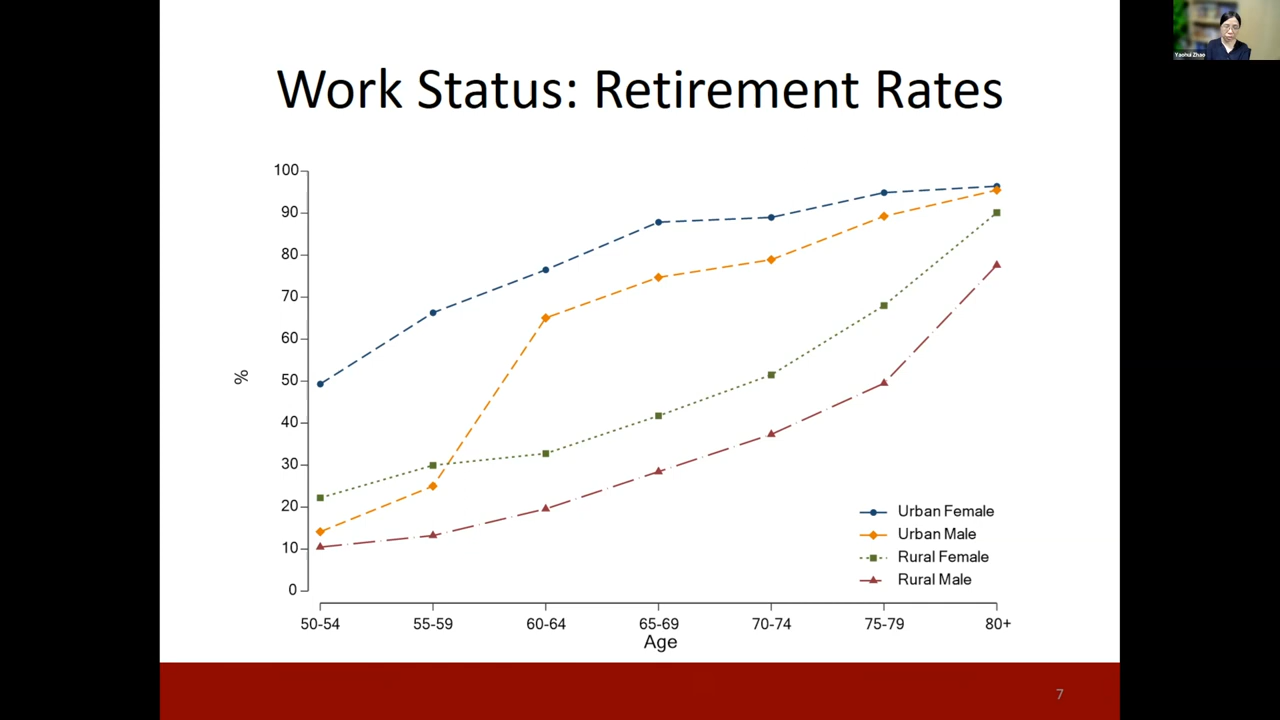 Yaohui Zhao
Work Status: Retirement Rates
100
90
80
70
60
50
40
30
20
10
0
%
Urban Female
Urban Male
Rural Female
Rural Male
50-54 55-59 60-64 65-69 70-74 75-79 80+
Age
7